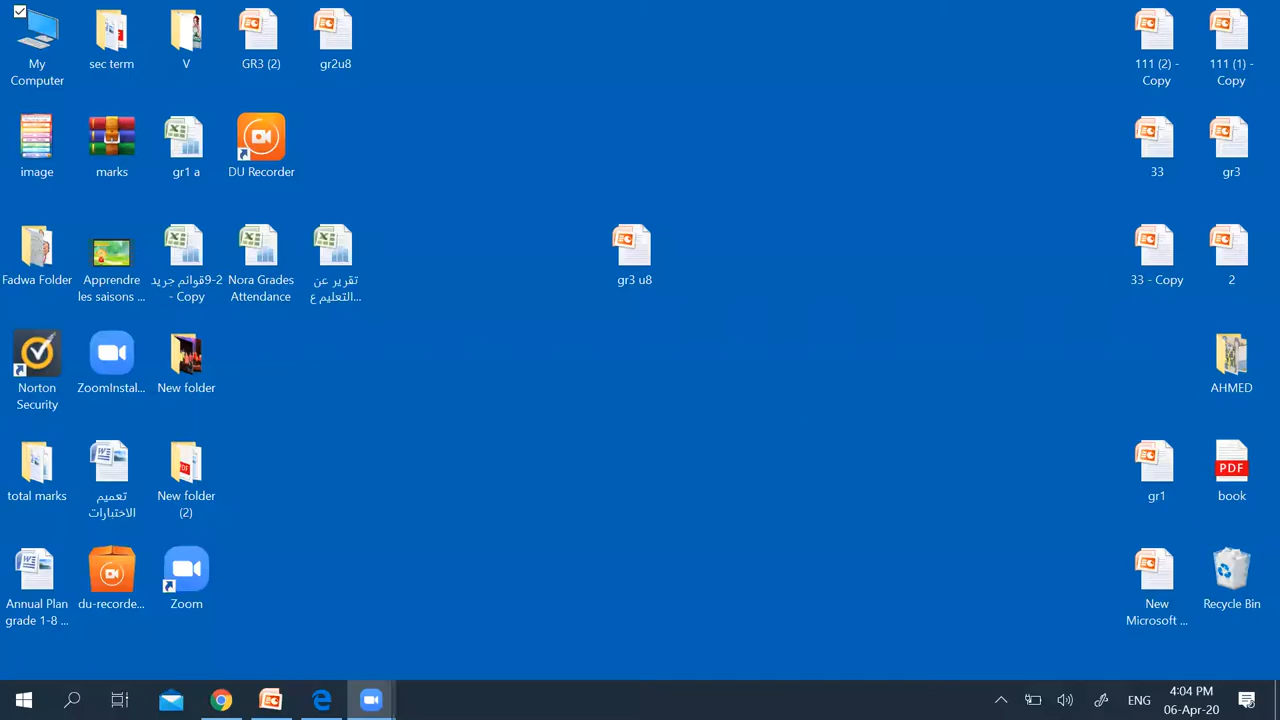 My
Computer
sec term
V
GR3 (2)
gr2u8
111 (2) -
Copy
111 (1) -
Copy
image
marks
gr1 a
DU Recorder
33
gr3
Fadwa Folder
Apprendre
les saisons ...
9-2قوائم جريد
- Copy
Nora Grades
Attendance
تقرير عن
التعليم ع...
gr3 u8
33 - Copy
2
Norton
Security
ZoomInstal...
New folder
AHMED
total marks
تعميم
الاختبارات
New folder
(2)
gr1
PDF
book
Annual Plan
grade 1-8 ...
du-recorde...
Zoom
New
Microsoft ...
Recycle Bin
ENG
4:04 PM
06-Apr-20